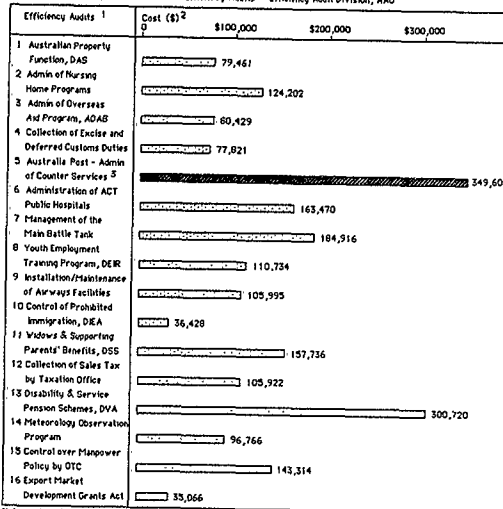 Efficiency Audit Division, AAO
Efficiency Audits 1
Cost ($)2
0 $100,000 $200,000 $300,000
1 Australian Property
Function, DAS 79,461
2 Admin of Nursing
Home Programs 124,202
3 Admin of Overseas
Aid Program, ADAB 80,429
4 Collection of Excise and
Deferred Customs Duties 77,821
5 Australia Post - Admin
of Counter Services 3 349,60
6 Administration of ACT
Public Hospitals 163,470
7 Management of the
Main Battle Tank 184,916
8 Youth Employment
Training Program, DEIR 110,734
9 Installation/Maintenance
of Airways Facilities 105,995
10 Control of Prohibited
Immigration, DIEA 36,428
11 Widows & Supporting
Parents' Benefits, DSS 157,736
12 Collection of Sales Tax
by Taxation Office 105,922
13 Disability & Service
Pension Schemes, DVA 300,720
14 Meteorology Observation
Program 96,766
15 Control over Manpower
Policy by OTC 143,314
16 Export Market
Development Grants Act 33,066